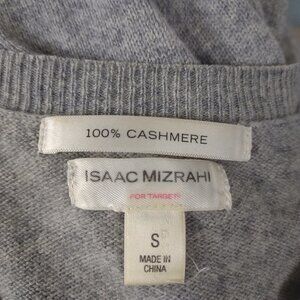 100% CASHMERE
ISAAC MIZRAHI
FOR TARGET
S
MADE IN
CHINA